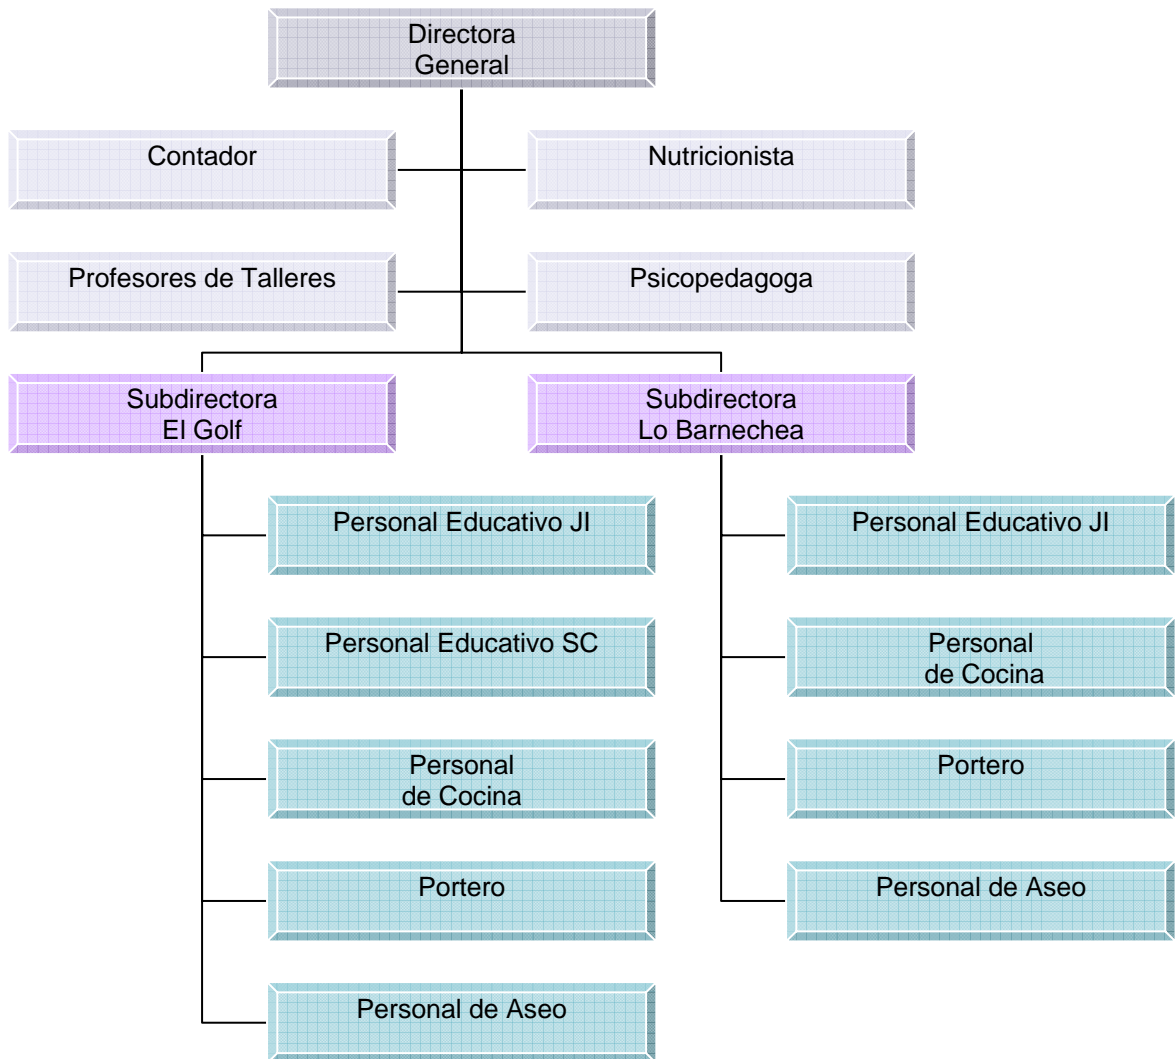 Directora
General
Contador
Nutricionista
Profesores de Talleres
Psicopedagoga
Subdirectora
El Golf
Subdirectora
Lo Barnechea
Personal Educativo JI
Personal Educativo SC
Personal
de Cocina
Portero
Personal de Aseo
Personal Educativo JI
Personal
de Cocina
Portero
Personal de Aseo